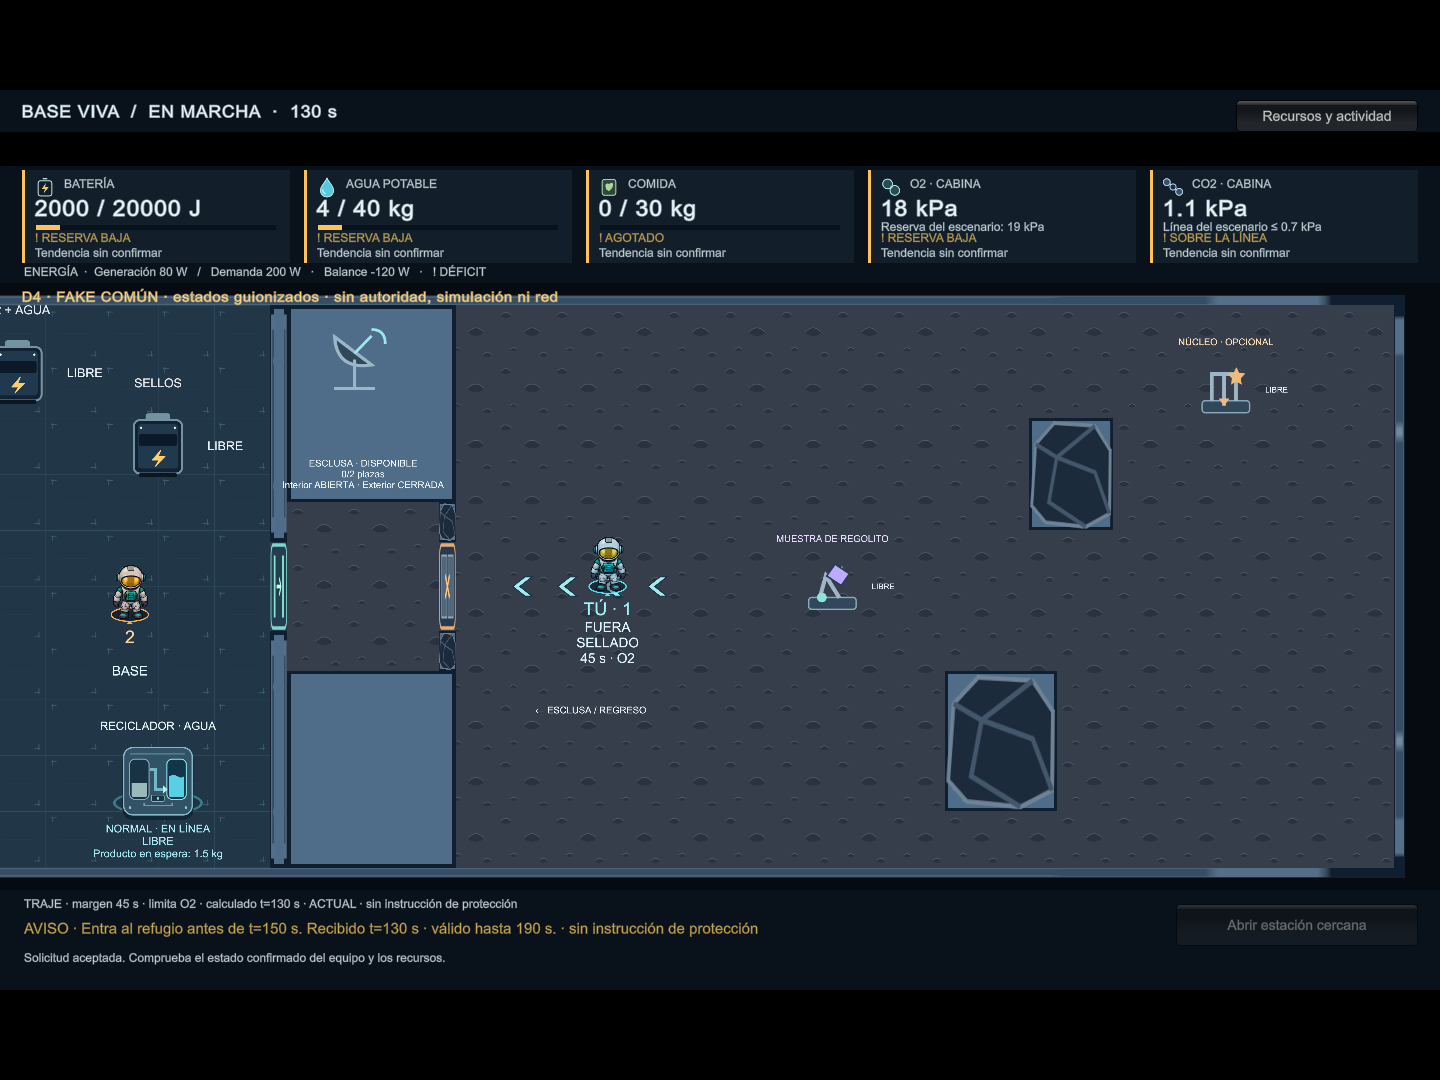 BASE VIVA / EN MARCHA · 130 s
Recursos y actividad
BATERÍA
2000 / 20000 J
! RESERVA BAJA
Tendencia sin confirmar
AGUA POTABLE
4 / 40 kg
! RESERVA BAJA
Tendencia sin confirmar
COMIDA
0 / 30 kg
! AGOTADO
Tendencia sin confirmar
O2 · CABINA
18 kPa
Reserva del escenario: 19 kPa
! RESERVA BAJA
Tendencia sin confirmar
CO2 · CABINA
1.1 kPa
Línea del escenario ≤ 0.7 kPa
! SOBRE LA LÍNEA
Tendencia sin confirmar
ENERGÍA · Generación 80 W / Demanda 200 W · Balance -120 W · ! DÉFICIT
D4 · FAKE COMÚN · estados guionizados · sin autoridad, simulación ni red
+ AGUA
LIBRE
SELLOS
LIBRE
ESCLUSA · DISPONIBLE
0/2 plazas
Interior ABIERTA · Exterior CERRADA
NÚCLEO · OPCIONAL
LIBRE
MUESTRA DE REGOLITO
LIBRE
TÚ · 1
FUERA
SELLADO
45 s · O2
2
BASE
‹ ESCLUSA / REGRESO
RECICLADOR · AGUA
NORMAL · EN LÍNEA
LIBRE
Producto en espera: 1.5 kg
TRAJE · margen 45 s · limita O2 · calculado t=130 s · ACTUAL · sin instrucción de protección
AVISO · Entra al refugio antes de t=150 s. Recibido t=130 s · válido hasta 190 s. · sin instrucción de protección
Abrir estación cercana
Solicitud aceptada. Comprueba el estado confirmado del equipo y los recursos.